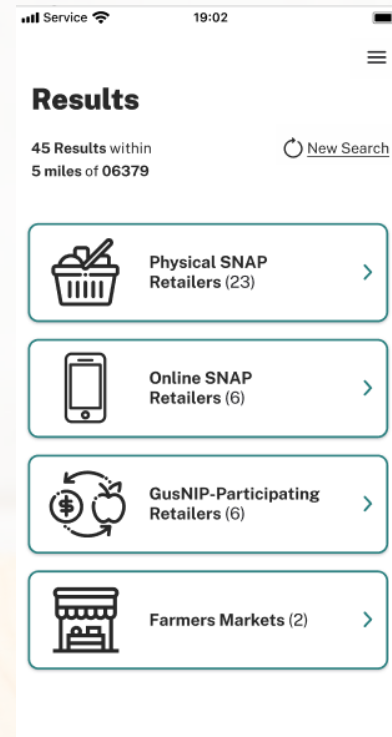 Service 19:02
Results
45 Results within
5 miles of 06379
New Search
Physical SNAP
Retailers (23)
Online SNAP
Retailers (6)
$
GusNIP-Participating
Retailers (6)
Farmers Markets (2)